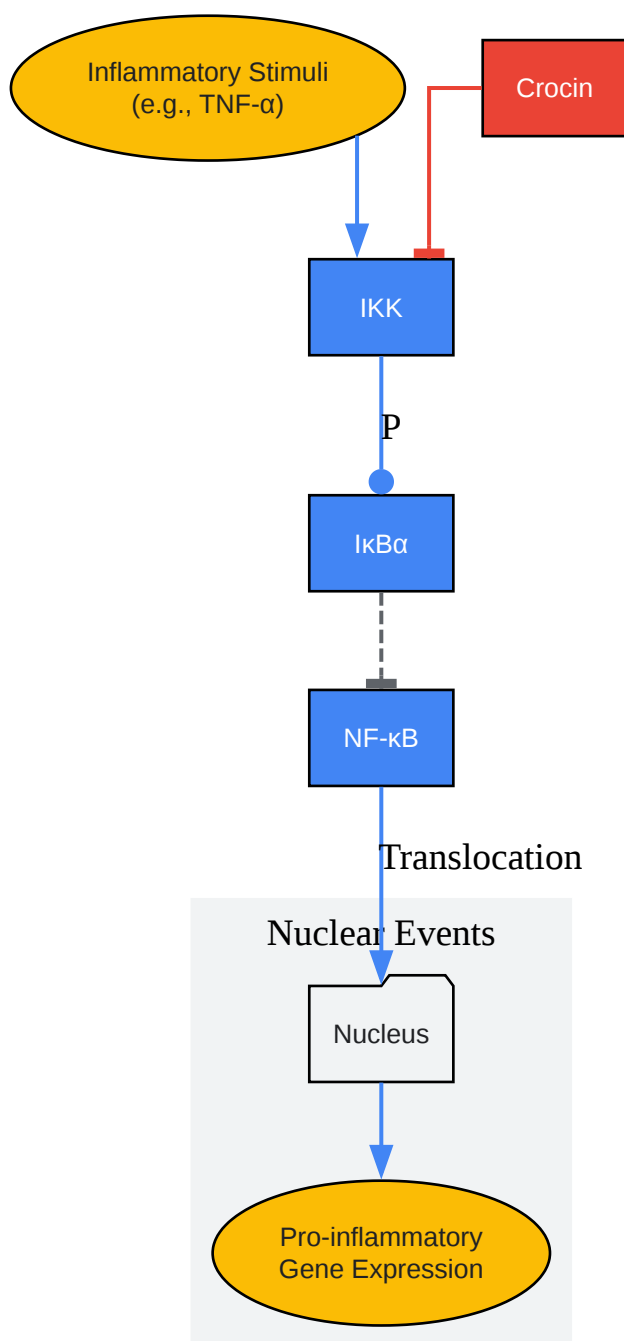 Inflammatory Stimuli
(e.g., TNF-α)
Crocin
IKK
P
IκBα
NF-κB
Translocation
Nuclear Events
Nucleus
Pro-inflammatory
Gene Expression